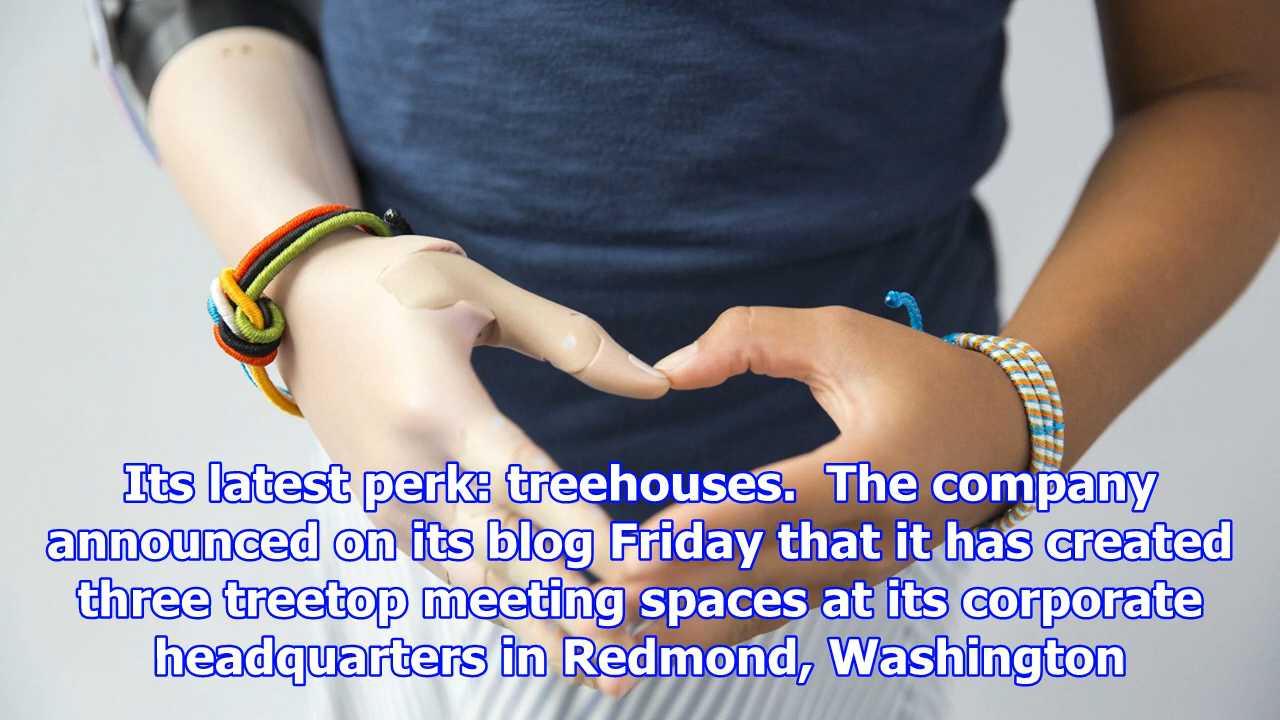 Its latest perk: treehouses.  The company
announced on its blog Friday that it has created
three treetop meeting spaces at its corporate
headquarters in Redmond, Washington